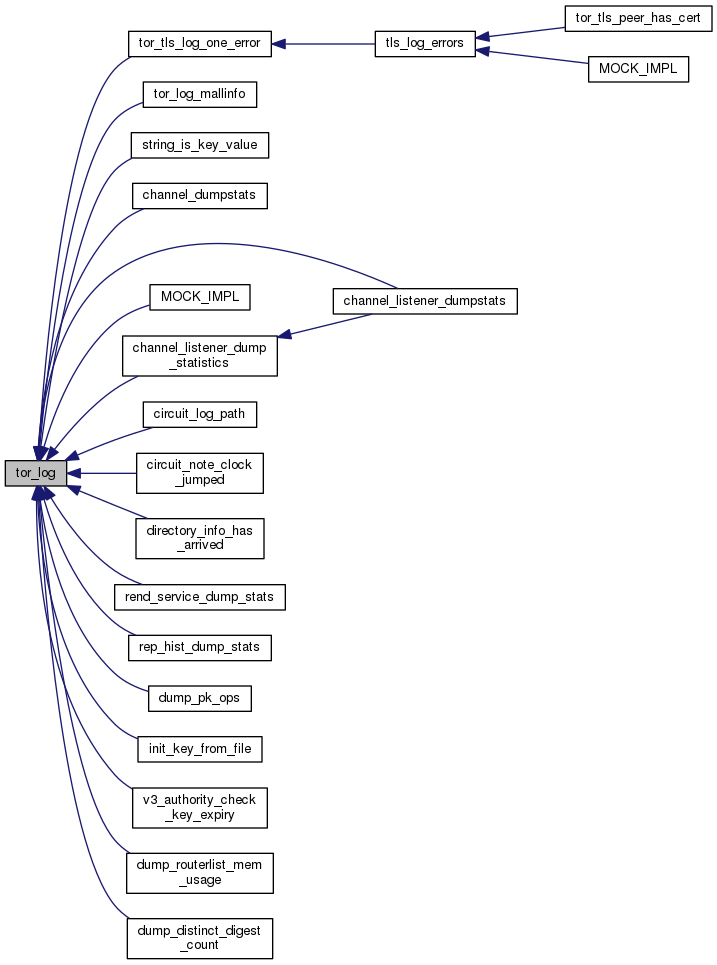 tor_tls_peer_has_cert
tor_tls_log_one_error
tls_log_errors
MOCK_IMPL
tor_log_mallinfo
string_is_key_value
channel_dumpstats
MOCK_IMPL
channel_listener_dumpstats
channel_listener_dump
_statistics
circuit_log_path
tor_log
circuit_note_clock
_jumped
directory_info_has
_arrived
rend_service_dump_stats
rep_hist_dump_stats
dump_pk_ops
init_key_from_file
v3_authority_check
_key_expiry
dump_routerlist_mem
_usage
dump_distinct_digest
_count